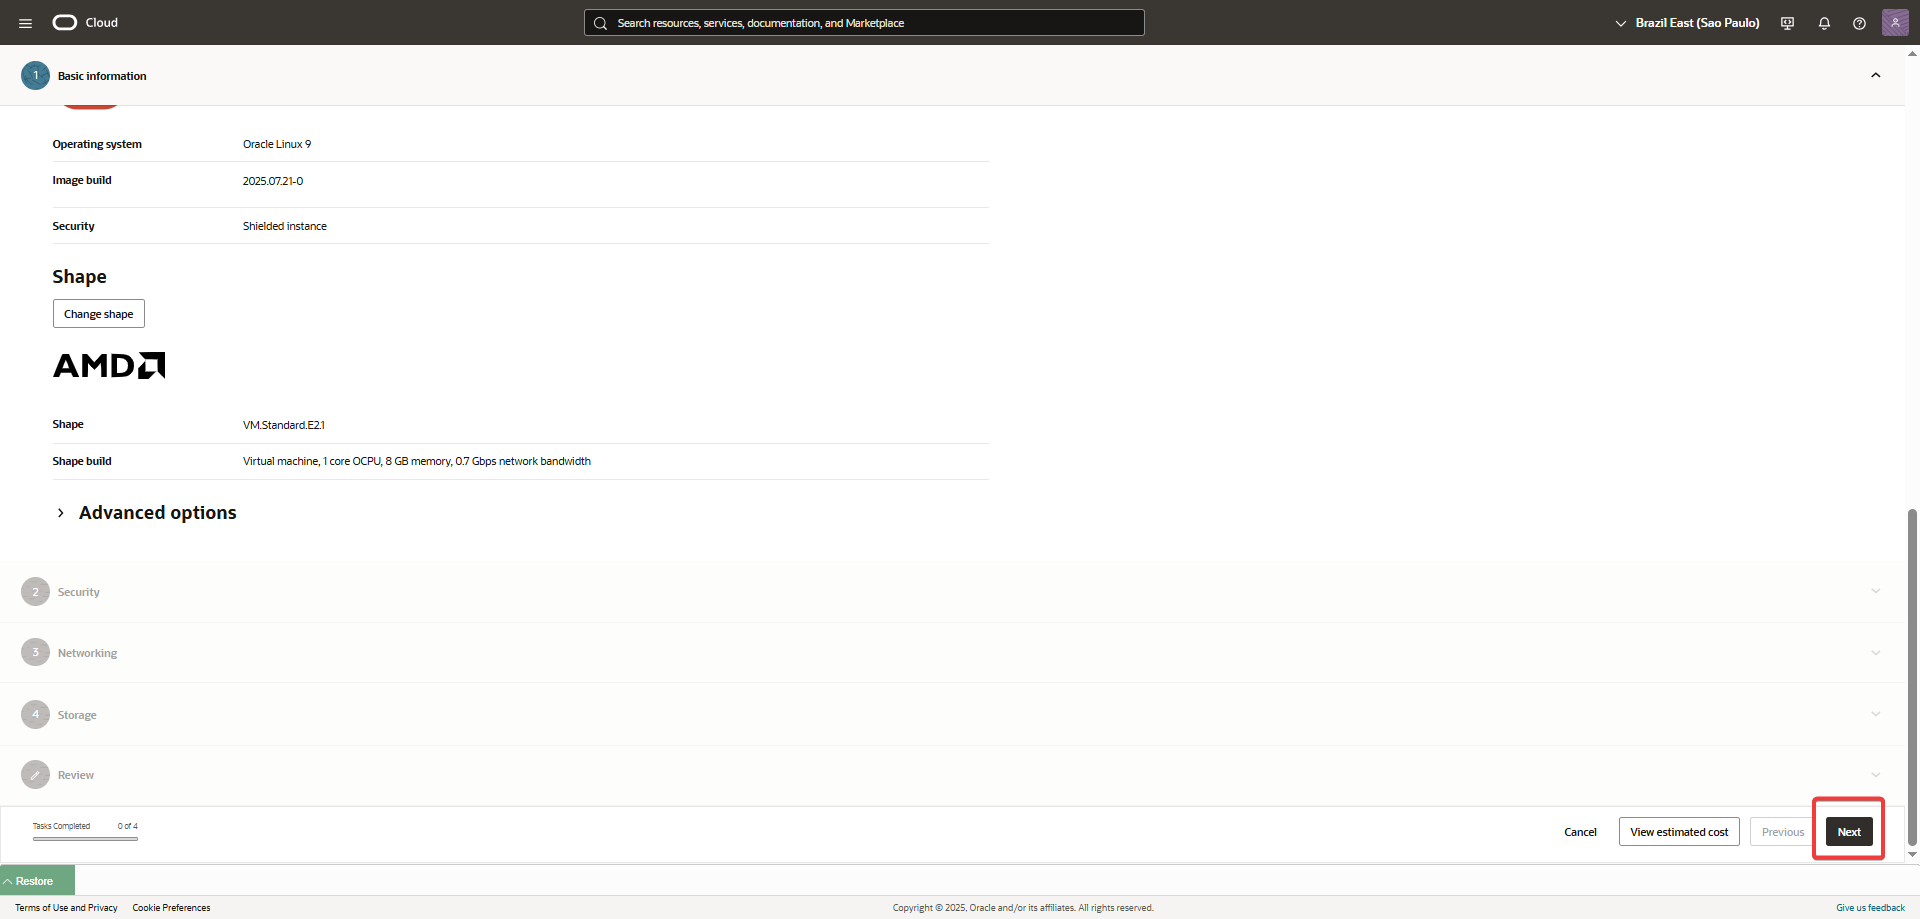 Cloud
Search resources, services, documentation, and Marketplace
Brazil East (Sao Paulo)
1 Basic information
Operating system Oracle Linux 9
Image build 2025.07.21-0
Security Shielded instance
Shape
Change shape
AMD
Shape VM.Standard.E2.1
Shape build Virtual machine, 1 core OCPU, 8 GB memory, 0.7 Gbps network bandwidth
Advanced options
2 Security
3 Networking
4 Storage
Review
Tasks Completed 0 of 4
Cancel View estimated cost Previous Next
Restore
Terms of Use and Privacy Cookie Preferences Copyright © 2025, Oracle and/or its affiliates. All rights reserved. Give us feedback